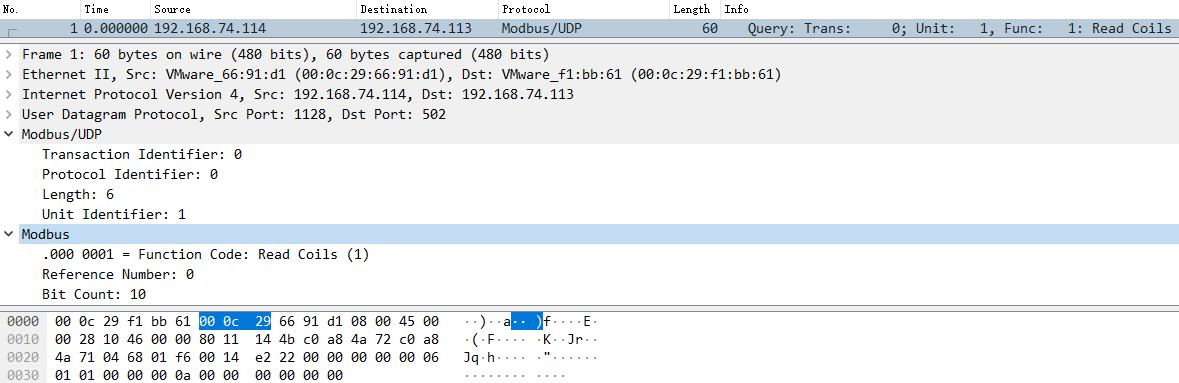 No. Time Source Destination Protocol Length Info
1 0.000000 192.168.74.114 192.168.74.113 Modbus/UDP 60 Query: Trans: 0; Unit: 1, Func: 1: Read Coils
Frame 1: 60 bytes on wire (480 bits), 60 bytes captured (480 bits)
Ethernet II, Src: VMware_66:91:d1 (00:0c:29:66:91:d1), Dst: VMware_f1:bb:61 (00:0c:29:f1:bb:61)
Internet Protocol Version 4, Src: 192.168.74.114, Dst: 192.168.74.113
User Datagram Protocol, Src Port: 1128, Dst Port: 502
Modbus/UDP
Transaction Identifier: 0
Protocol Identifier: 0
Length: 6
Unit Identifier: 1
Modbus
.000 0001 = Function Code: Read Coils (1)
Reference Number: 0
Bit Count: 10
0000 00 0c 29 f1 bb 61 00 0c 29 66 91 d1 08 00 45 00 ··)··a·· )f····E·
0010 00 28 10 46 00 00 80 11 14 4b c0 a8 4a 72 c0 a8 ·(·F···· ·K··Jr··
0020 4a 71 04 68 01 f6 00 14 e2 22 00 00 00 00 00 06 Jq·h···· ·"······
0030 01 01 00 00 00 0a 00 00 00 00 00 00 ········ ····